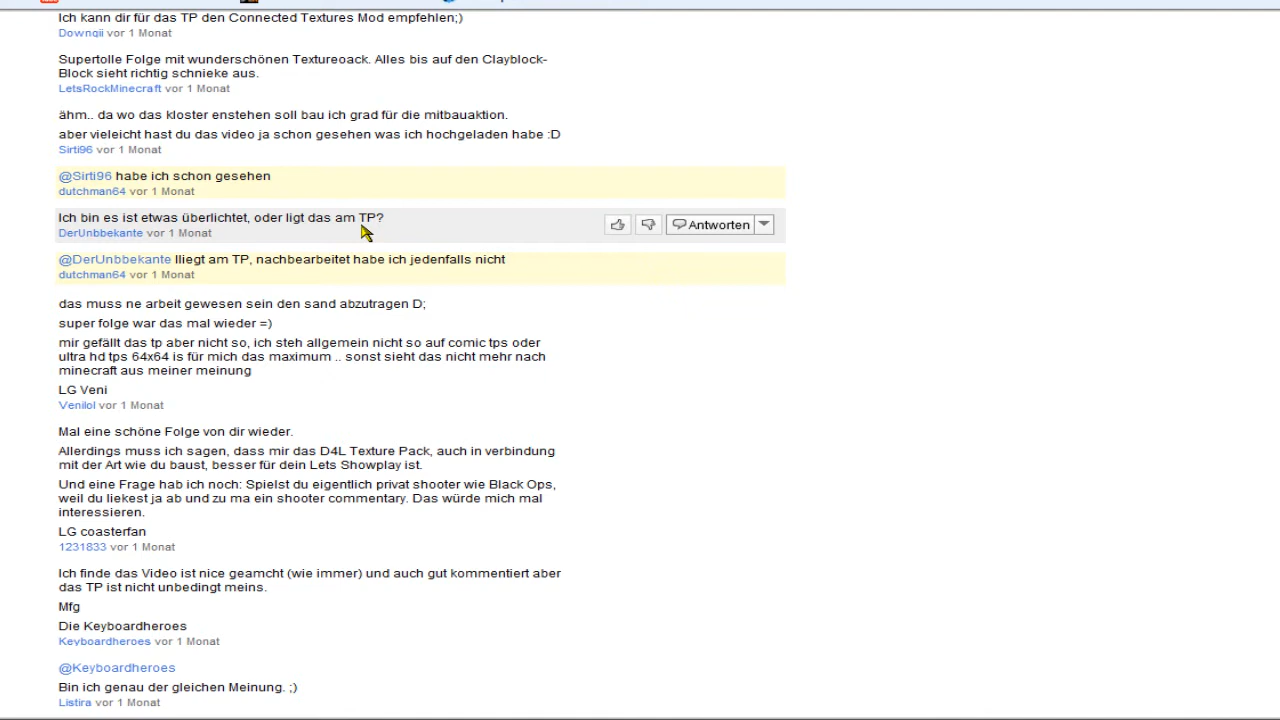 Ich kann dir für das TP den Connected Textures Mod empfehlen;)
Downqii vor 1 Monat
Supertolle Folge mit wunderschönen Textureoack. Alles bis auf den Clayblock-
Block sieht richtig schnieke aus.
LetsRockMinecraft vor 1 Monat
ähm.. da wo das kloster enstehen soll bau ich grad für die mitbauaktion.
aber vieleicht hast du das video ja schon gesehen was ich hochgeladen habe :D
Sirti96 vor 1 Monat
@Sirti96 habe ich schon gesehen
dutchman64 vor 1 Monat
Ich bin es ist etwas überlichtet, oder ligt das am TP?
Antworten
DerUnbbekante vor 1 Monat
@DerUnbbekante lliegt am TP, nachbearbeitet habe ich jedenfalls nicht
dutchman64 vor 1 Monat
das muss ne arbeit gewesen sein den sand abzutragen D;
super folge war das mal wieder =)
mir gefällt das tp aber nicht so, ich steh allgemein nicht so auf comic tps oder
ultra hd tps 64x64 is für mich das maximum .. sonst sieht das nicht mehr nach
minecraft aus meiner meinung
LG Veni
Venilol vor 1 Monat
Mal eine schöne Folge von dir wieder.
Allerdings muss ich sagen, dass mir das D4L Texture Pack, auch in verbindung
mit der Art wie du baust, besser für dein Lets Showplay ist.
Und eine Frage hab ich noch: Spielst du eigentlich privat shooter wie Black Ops,
weil du liekest ja ab und zu ma ein shooter commentary. Das würde mich mal
interessieren.
LG coasterfan
1231833 vor 1 Monat
Ich finde das Video ist nice geamcht (wie immer) und auch gut kommentiert aber
das TP ist nicht unbedingt meins.
Mfg
Die Keyboardheroes
Keyboardheroes vor 1 Monat
@Keyboardheroes
Bin ich genau der gleichen Meinung. ;)
Listira vor 1 Monat